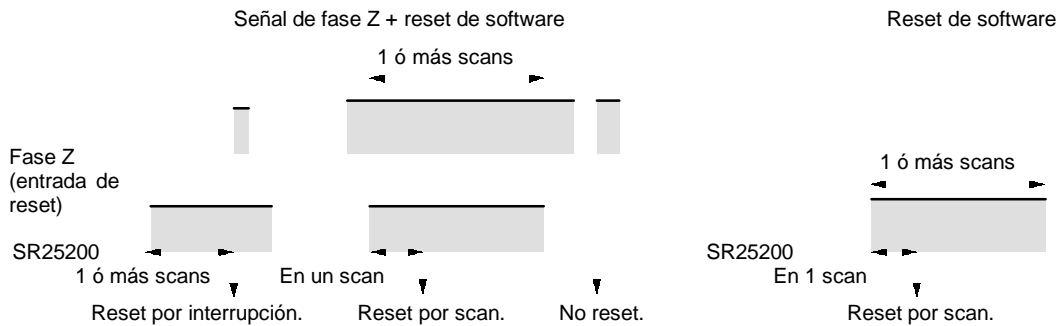 Señal de fase Z + reset de software
Reset de software
1 ó más scans
Fase Z
(entrada de
reset)
1 ó más scans
SR25200
SR25200
1 ó más scans
En un scan
En 1 scan
Reset por interrupción.
Reset por scan.
No reset.
Reset por scan.